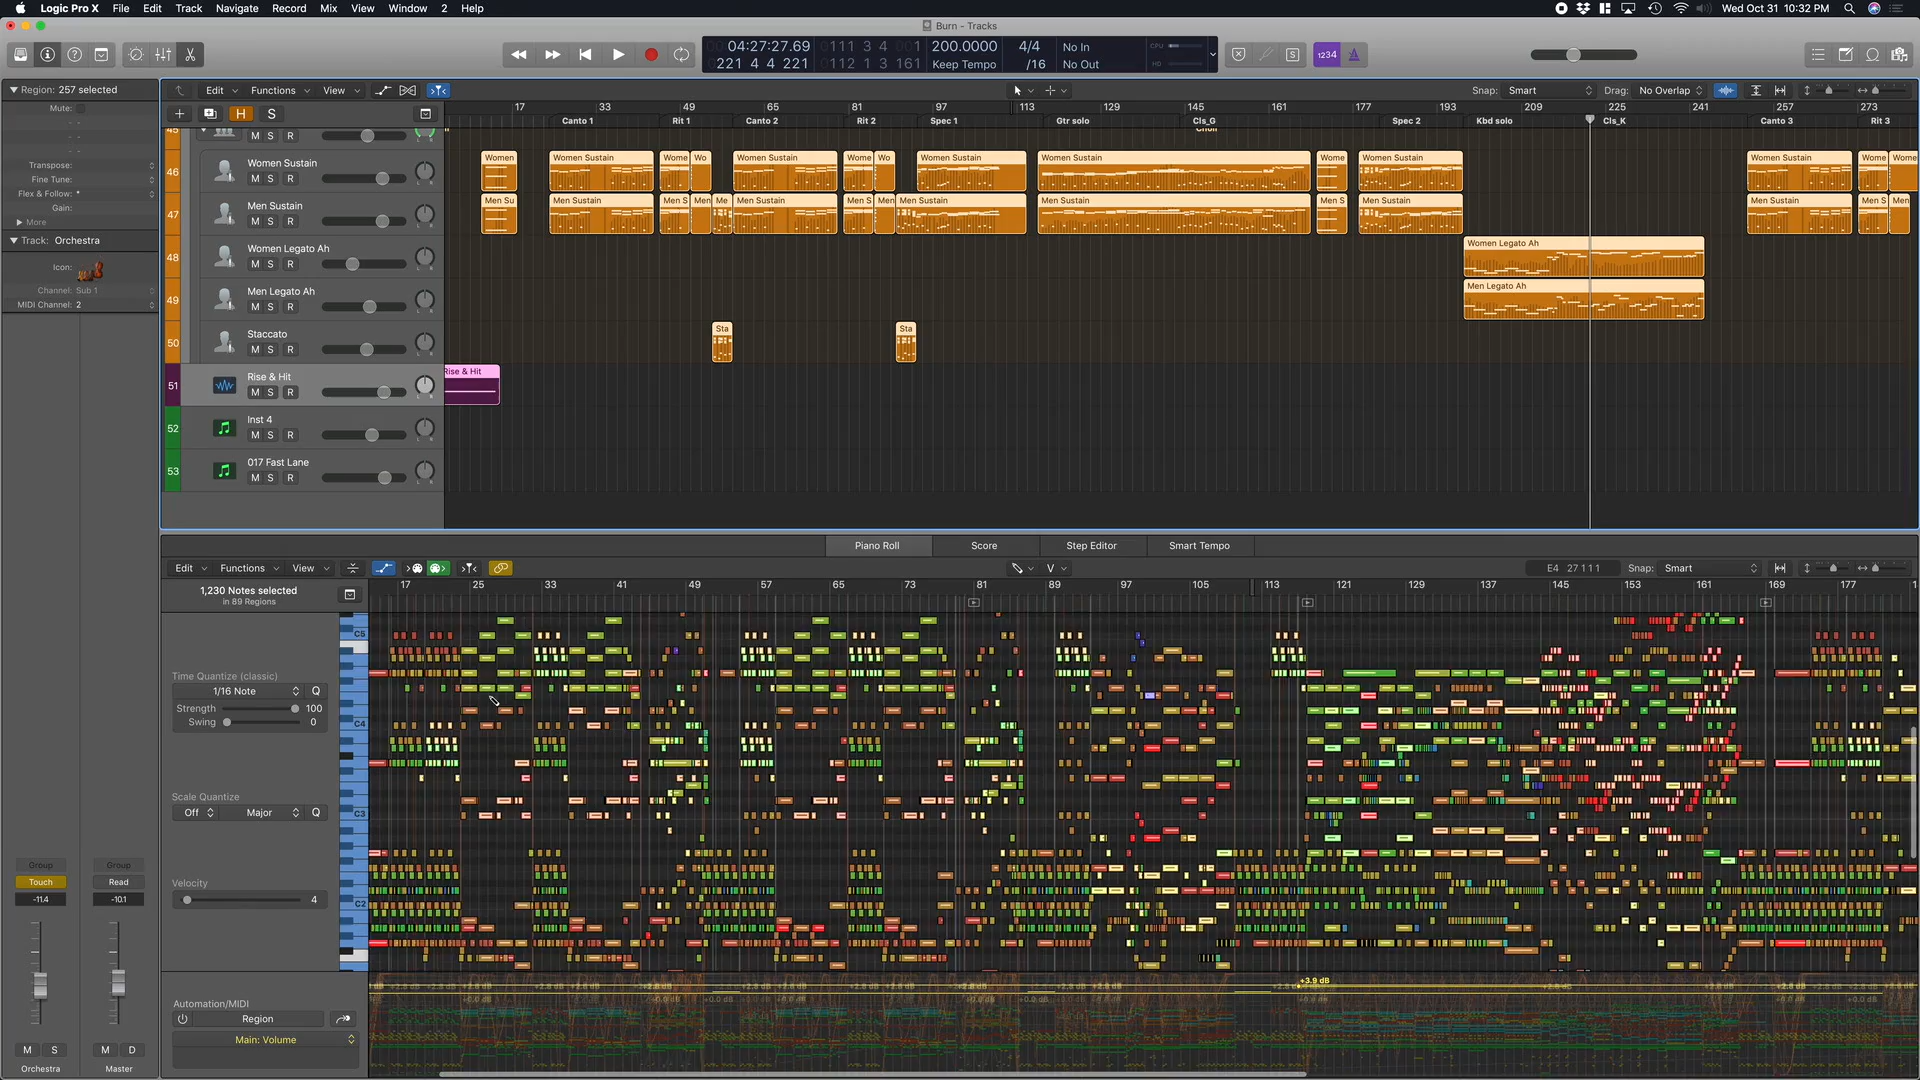 Logic Pro X File Edit Track Navigate Record Mix View Window 2 Help
Wed Oct 31 10:32 PM
Burn - Tracks
04:27:27.69
221 4 4 221
111 3 4 001
112 1 3 161
200.0000
Keep Tempo
4/4
/16
No In
No Out
CPU
HD
1234
Region: 257 selected
Mute:
Transpose:
Fine Tune:
Flex & Follow:
Gain:
More
Track: Orchestra
Icon:
Channel: Sub 1
MIDI Channel: 2
Edit Functions View
Snap: Smart
Drag: No Overlap
H S
17 33 49 65 81 97 113 129 145 161 177 193 209 225 241 257 273
Canto 1 Rit 1 Canto 2 Rit 2 Spec 1 Gtr solo Cls_G Spec 2 Kbd solo Cls_K Canto 3 Rit 3
45
M S R
46
Women Sustain
M S R
Women Women Sustain Wome Wo Women Sustain Wome Wo Women Sustain Women Sustain Wome Women Sustain Women Sustain Wome Wome
47
Men Sustain
M S R
Men Su Men Sustain Men S Men Me Men Sustain Men S Men Men Sustain Men Sustain Men S Men Sustain Men Sustain Men S Men
48
Women Legato Ah
M S R
Women Legato Ah
49
Men Legato Ah
M S R
Men Legato Ah
50
Staccato
M S R
Sta Sta
51
Rise & Hit
M S R
Rise & Hit
52
Inst 4
M S R
53
017 Fast Lane
M S R
Piano Roll Score Step Editor Smart Tempo
Edit Functions View
V
E4 27 1 1 1
Snap: Smart
1,230 Notes selected
in 89 Regions
17 25 33 41 49 57 65 73 81 89 97 105 113 121 129 137 145 153 161 169 177
C5
C4
C3
C2
Time Quantize (classic)
1/16 Note Q
Strength 100
Swing 0
Scale Quantize
Off Major Q
Velocity
4
Group Group
Touch Read
-11.4 -10.1
M S M D
Orchestra Master
Automation/MIDI
Region
Main: Volume
+3.9 dB